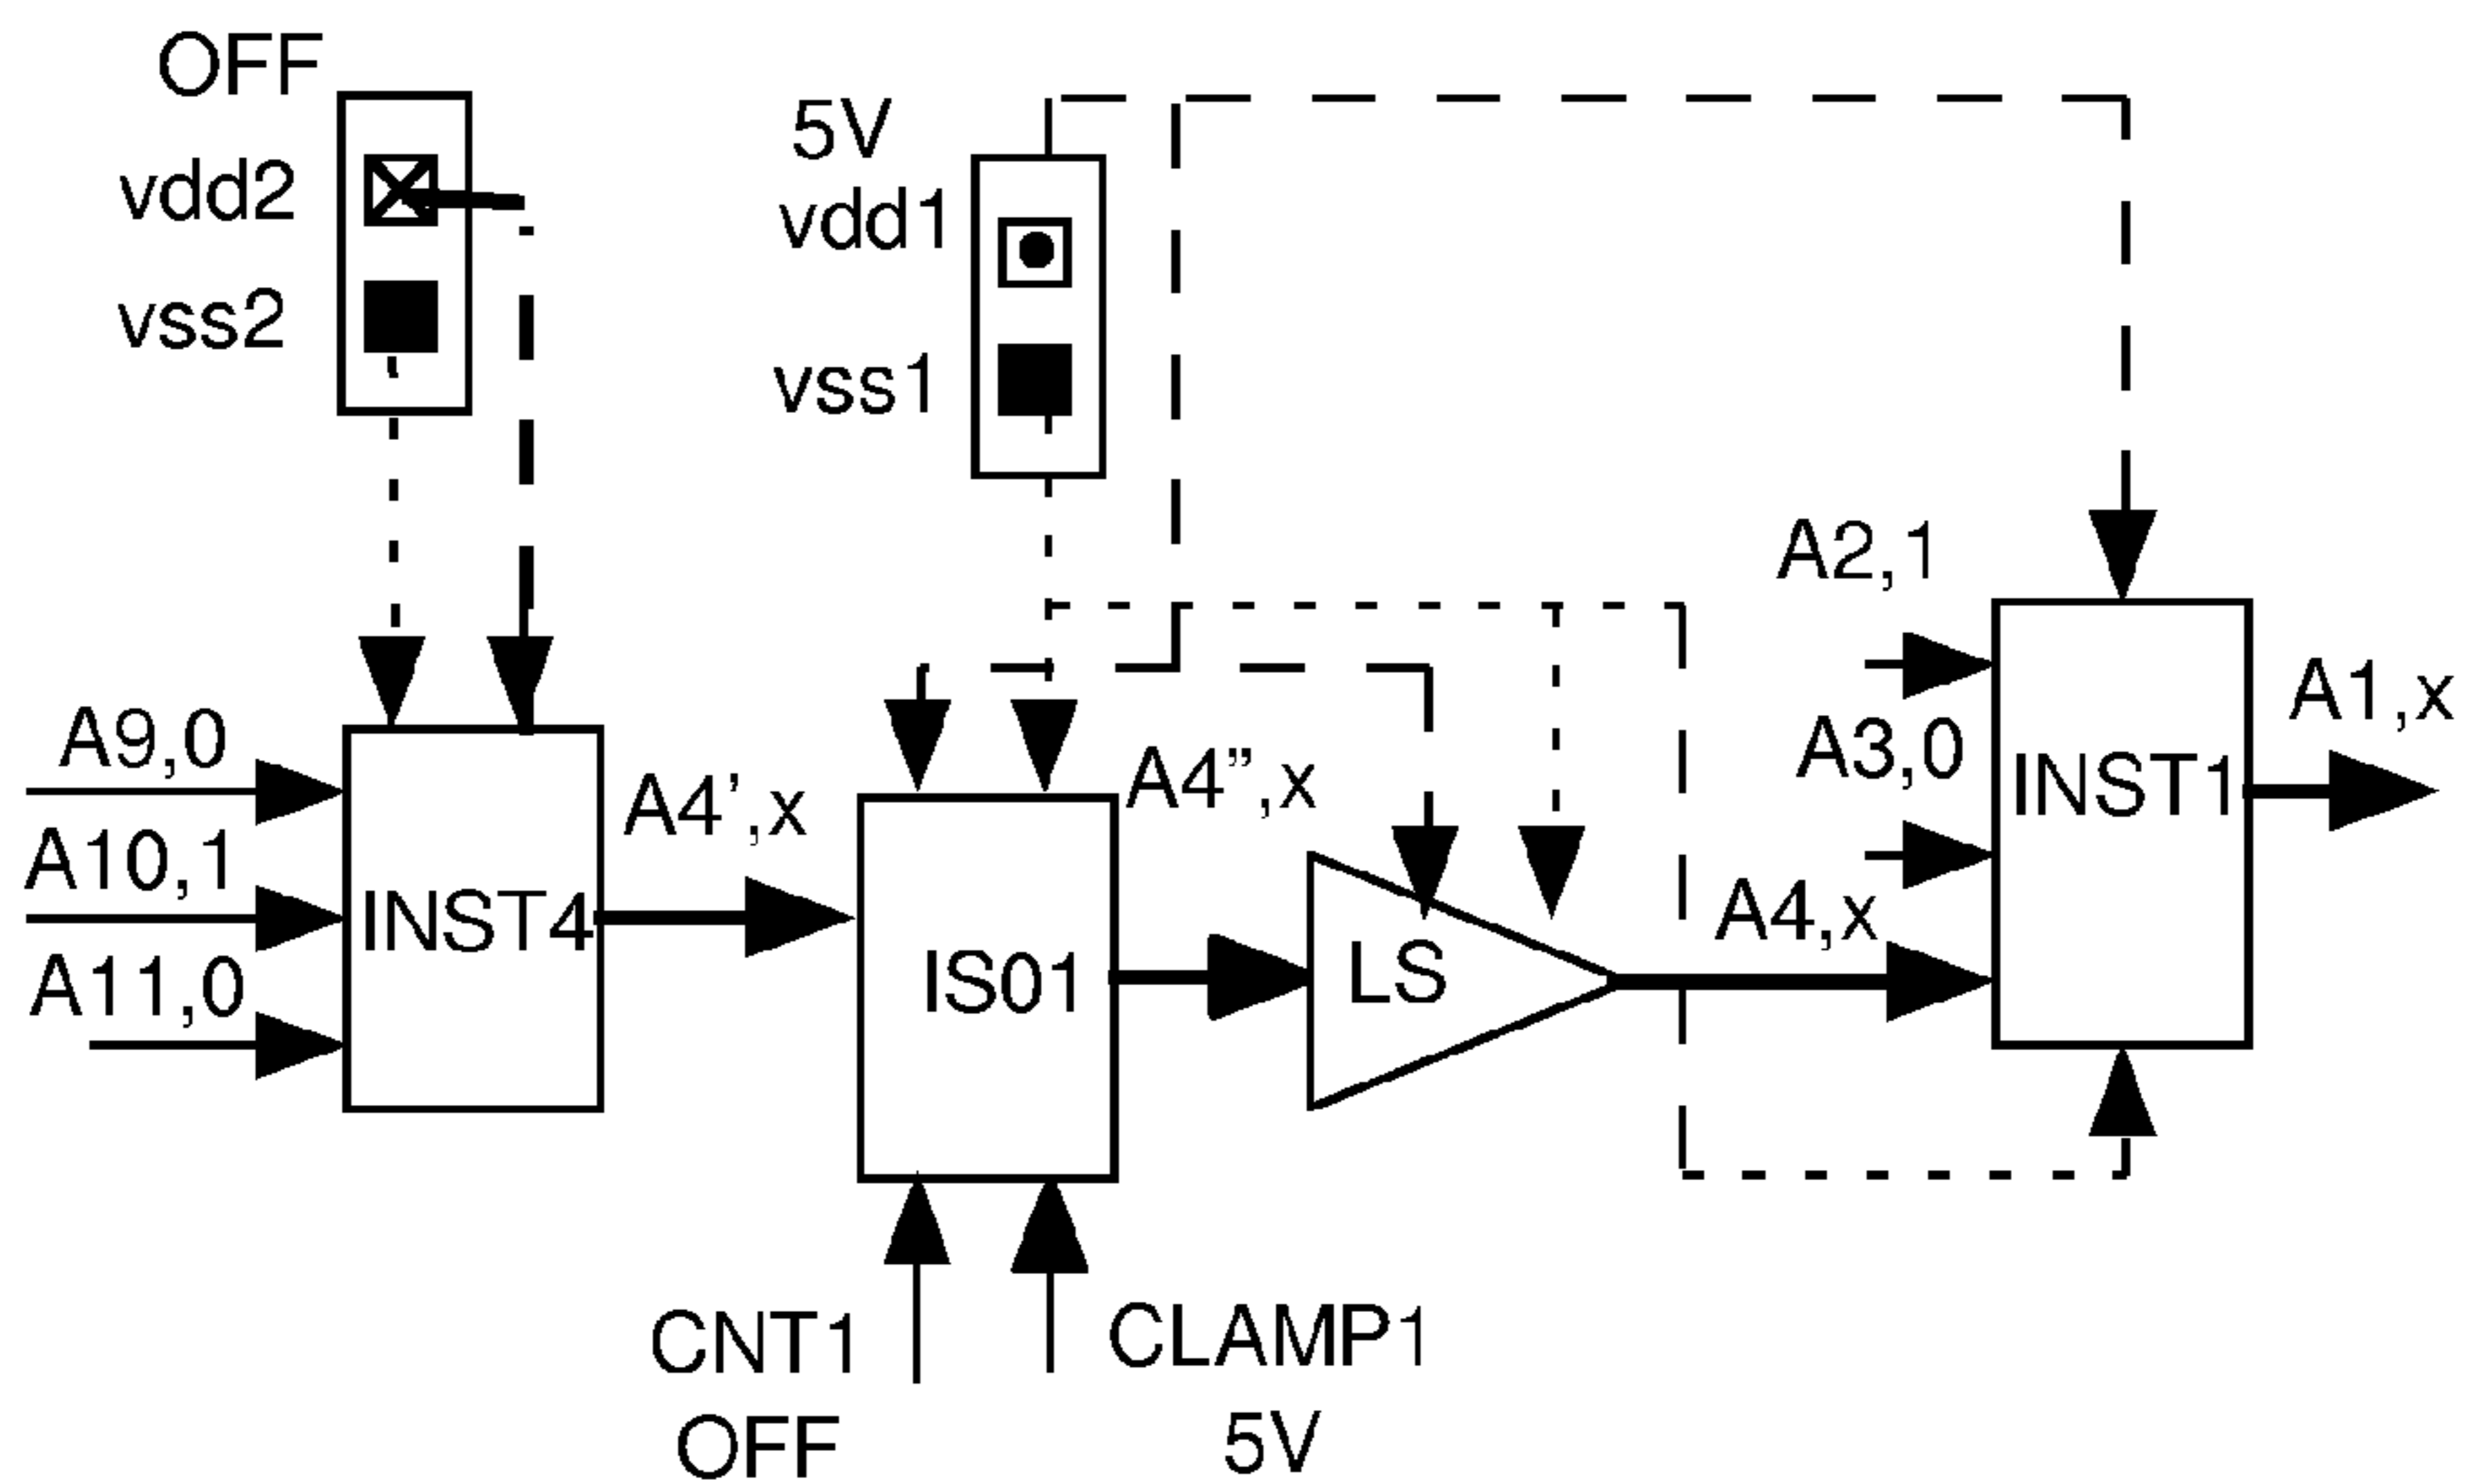 OFF
vdd2
vss2
5V
vdd1
vss1
A2,1
A3,0
A1,x
INST1
A9,0
A10,1
A11,0
INST4
A4’,x
A4”,x
IS01
LS
A4,x
CNT1
OFF
CLAMP1
5V